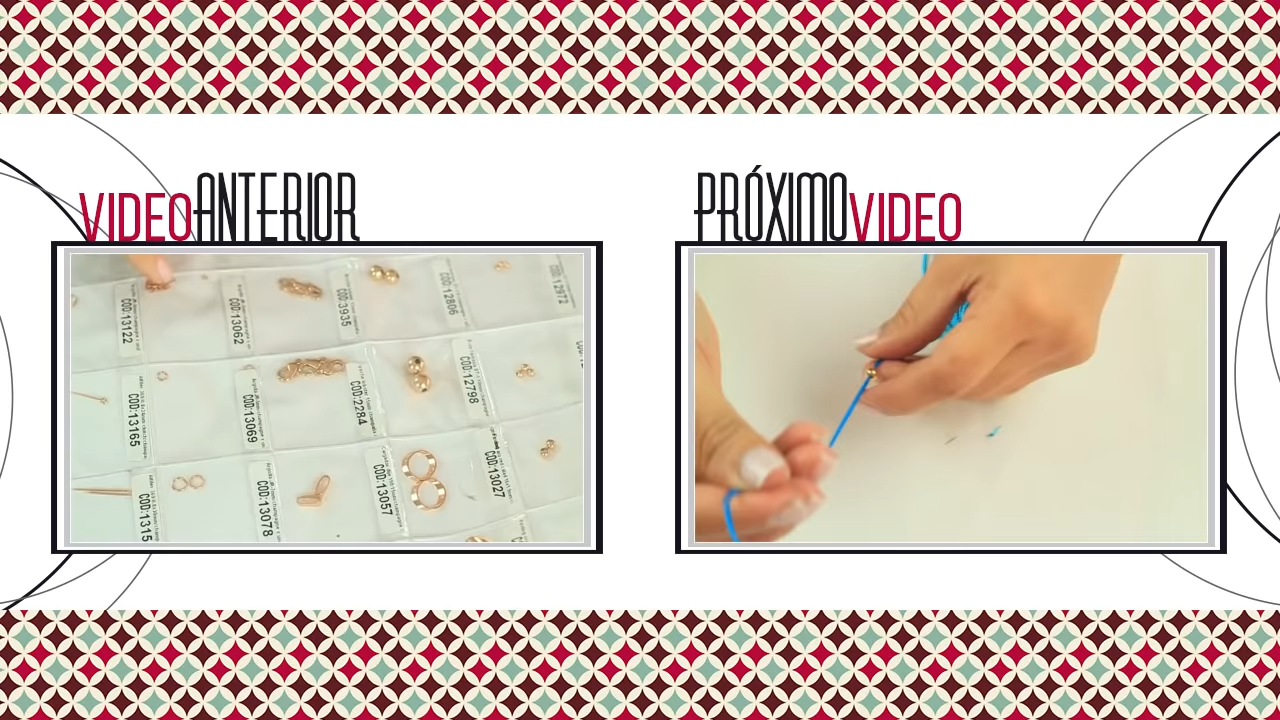 VIDEOANTERIOR
PRÓXIMOVIDEO
COD:13122
COD:13062
COD:3935
COD:12806
COD:12972
COD:13165
COD:13069
COD:2284
COD:12798
COD:1315
COD:13078
COD:13057
COD:13027